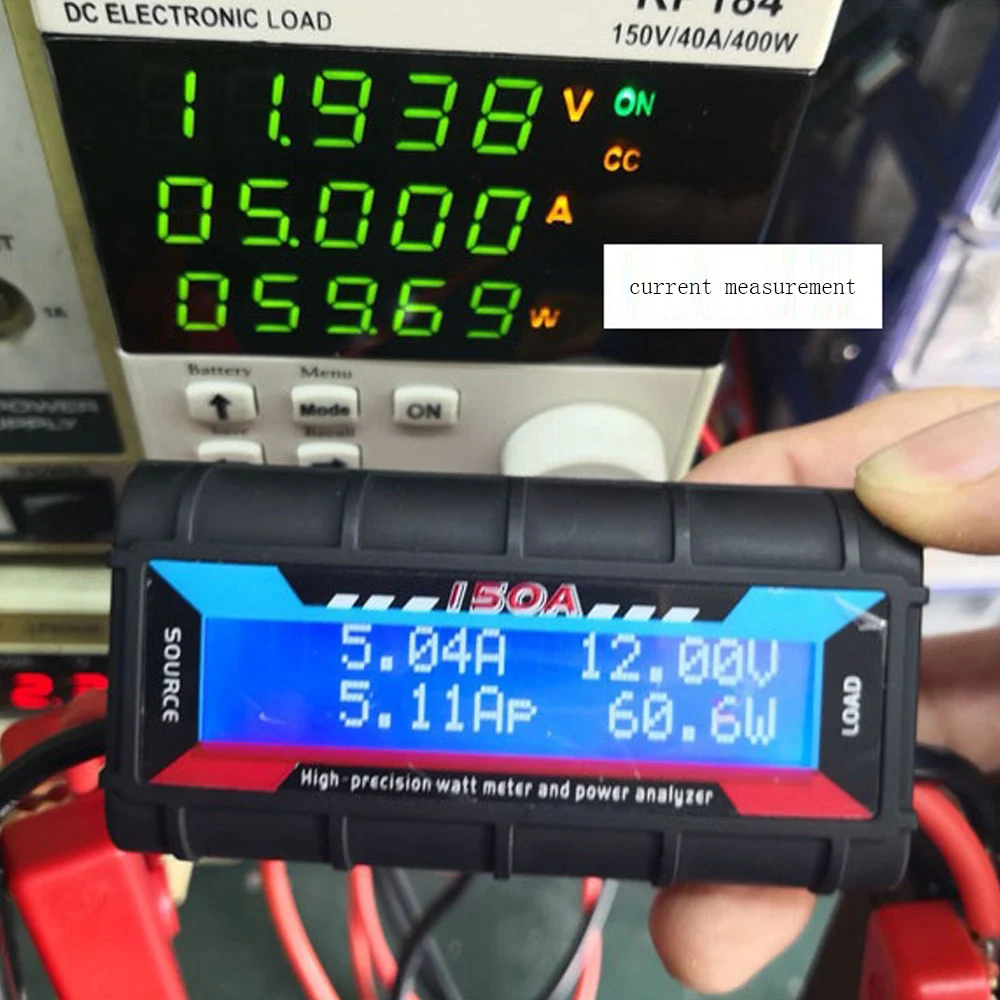 DC ELECTRONIC LOAD
150V/40A/400W
11.938 V ON
CC
05.000 A
059.69 W
current measurement
Battery Menu
Mode ON
POWER
SUPPLY
150A
SOURCE
5.04A 12.00V
5.11Ap 60.6W
LOAD
High-precision watt meter and power analyzer